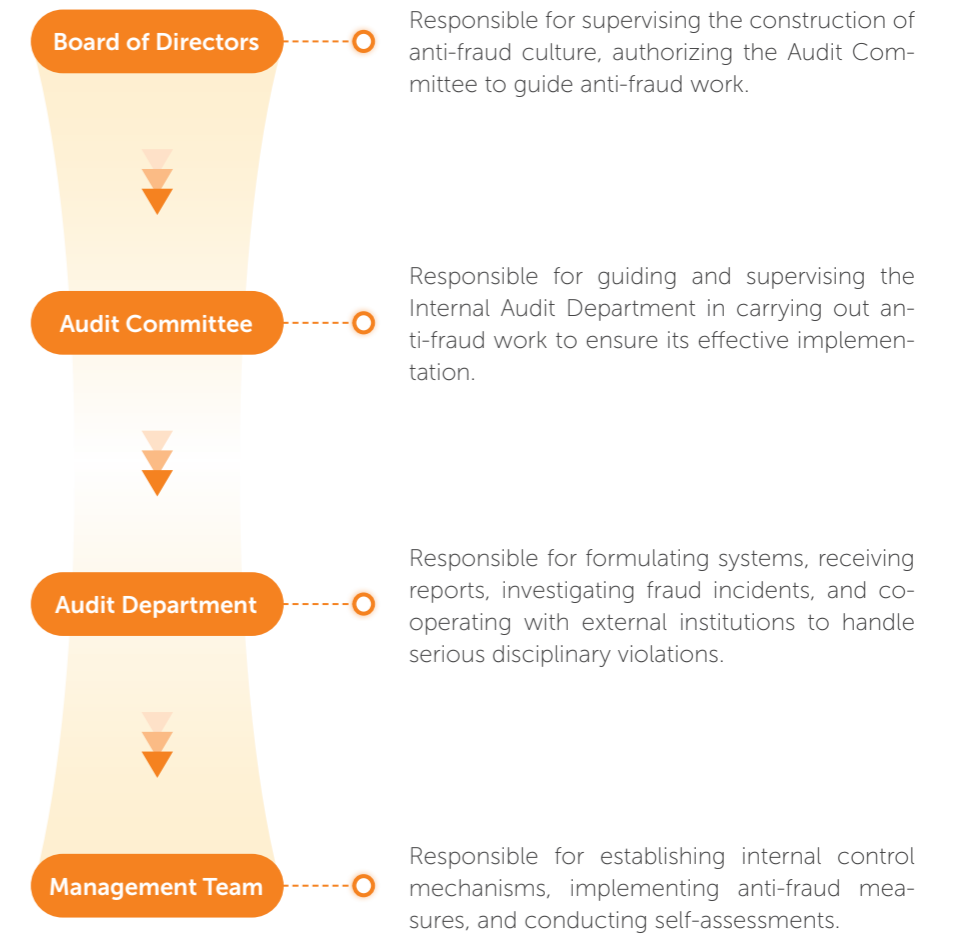 Board of Directors
Responsible for supervising the construction of
anti-fraud culture, authorizing the Audit Com-
mittee to guide anti-fraud work.
Audit Committee
Responsible for guiding and supervising the
Internal Audit Department in carrying out an-
ti-fraud work to ensure its effective implemen-
tation.
Audit Department
Responsible for formulating systems, receiving
reports, investigating fraud incidents, and co-
operating with external institutions to handle
serious disciplinary violations.
Management Team
Responsible for establishing internal control
mechanisms, implementing anti-fraud mea-
sures, and conducting self-assessments.